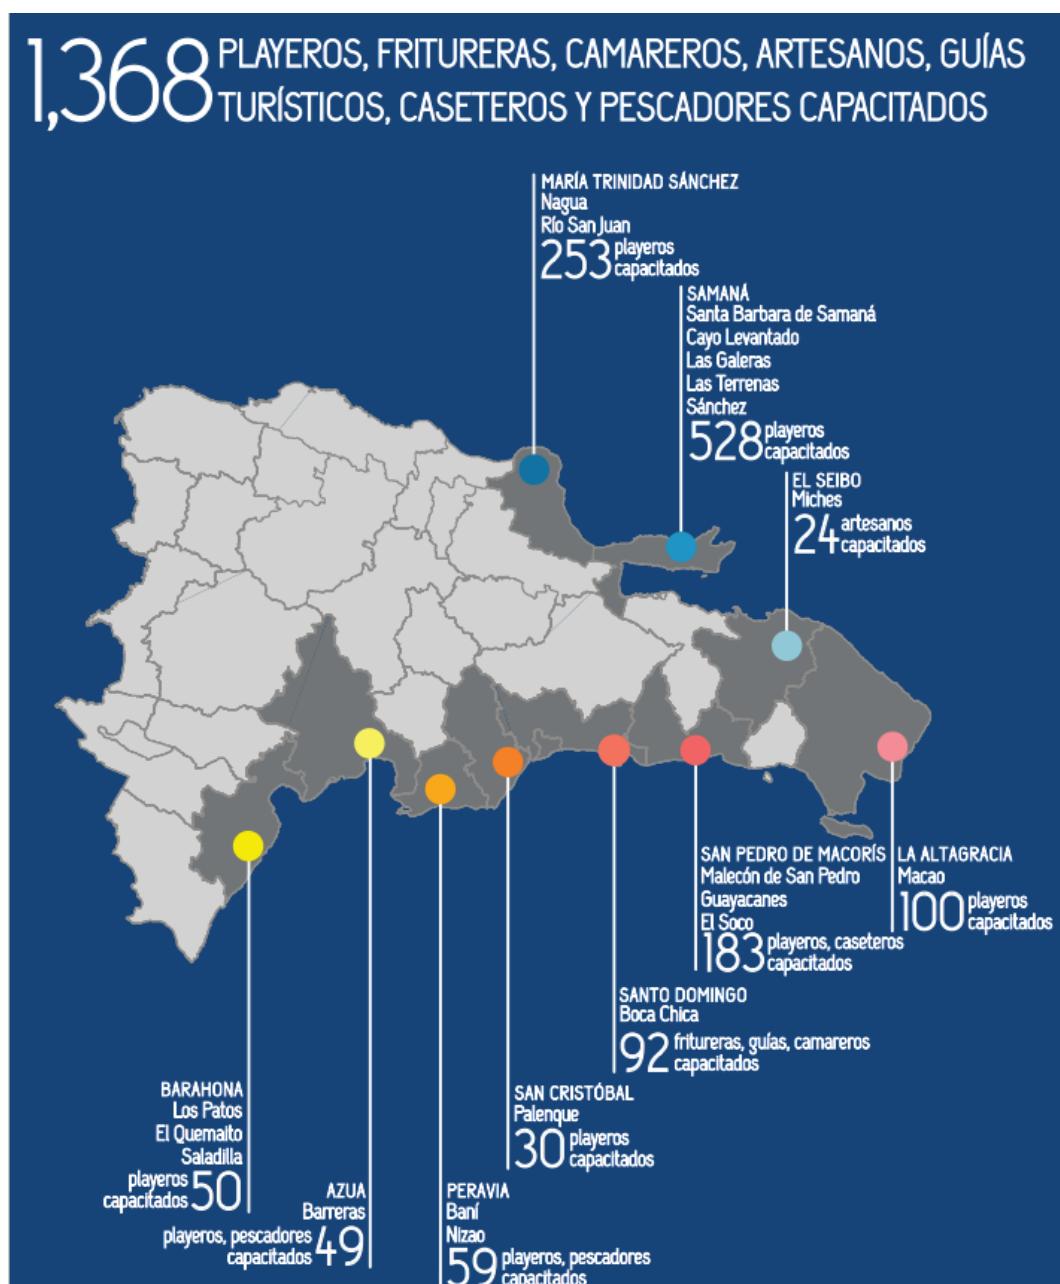 1,368 PLAYEROS, FRITURERAS, CAMAREROS, ARTESANOS, GUÍAS
TURÍSTICOS, CASETEROS Y PESCADORES CAPACITADOS
MARÍA TRINIDAD SÁNCHEZ
Nagua
Río San Juan
253 playeros
capacitados
SAMANÁ
Santa Barbara de Samaná
Cayo Levantado
Las Galeras
Las Terrenas
Sánchez
528 playeros
capacitados
EL SEIBO
Miches
24 artesanos
capacitados
SAN PEDRO DE MACORÍS
Malecón de San Pedro
Guayacanes
El Soco
183 playeros, caseteros
capacitados
LA ALTAGRACIA
Macao
100 playeros
capacitados
SANTO DOMINGO
Boca Chica
92 fritureras, guías, camareros
capacitados
SAN CRISTÓBAL
Palenque
30 playeros
capacitados
BARAHONA
Los Patos
El Quemaito
Saladilla
playeros
capacitados 50
AZUA
Barreras
playeros, pescadores
capacitados 49
PERAVIA
Baní
Nizao
59 playeros, pescadores
capacitados